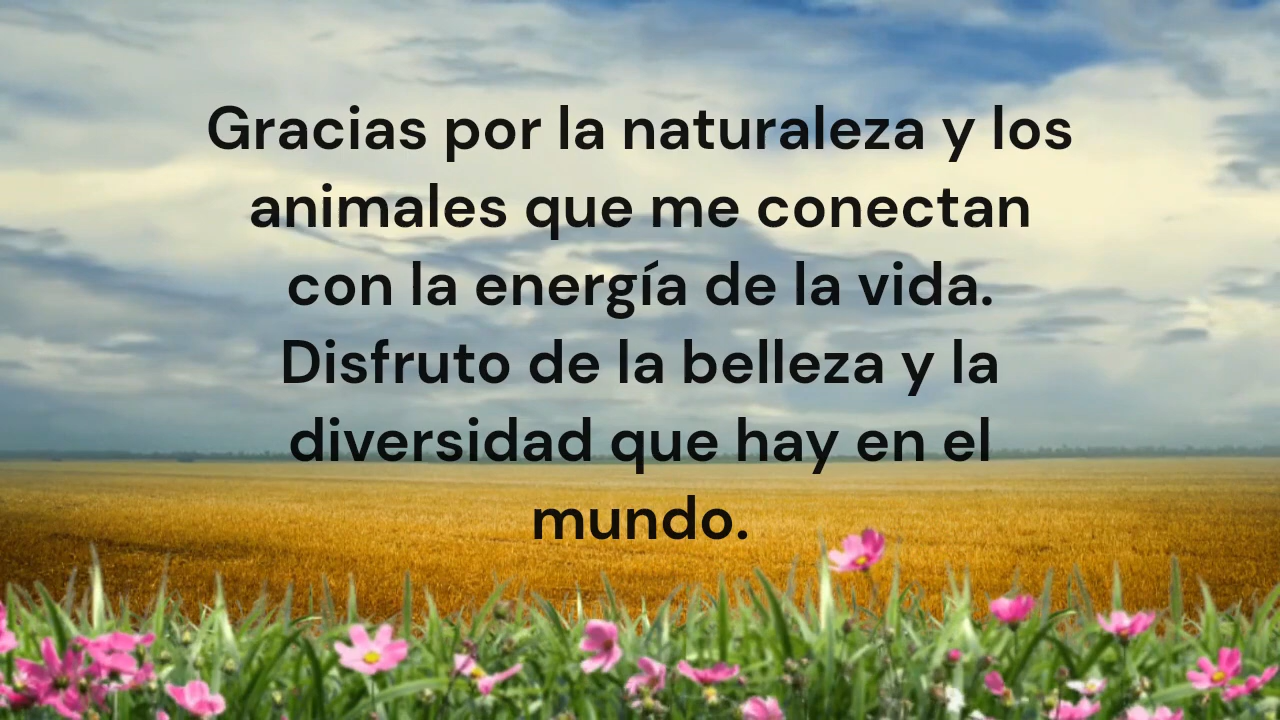 Gracias por la naturaleza y los
animales que me conectan
con la energía de la vida.
Disfruto de la belleza y la
diversidad que hay en el
mundo.